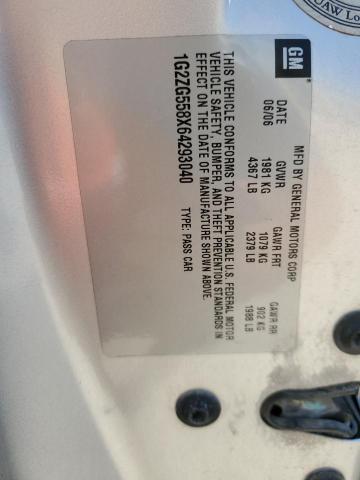 GM
MFD BY GENERAL MOTORS CORP
DATE GVWR GAWR FRT GAWR RR
06/06 1981 KG 1079 KG 902 KG
4367 LB 2379 LB 1988 LB
THIS VEHICLE CONFORMS TO ALL APPLICABLE U.S. FEDERAL MOTOR
VEHICLE SAFETY, BUMPER, AND THEFT PREVENTION STANDARDS IN
EFFECT ON THE DATE OF MANUFACTURE SHOWN ABOVE.
1G2ZG558X64293040 TYPE: PASS CAR
UAW Lo